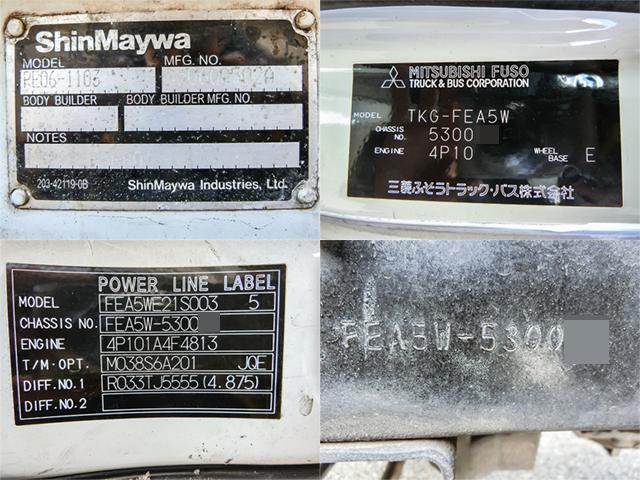 ShinMaywa
MODEL MFG. NO.
RE06-1103
BODY BUILDER BODY BUILDER MFG. NO.
NOTES
203-42119-0B ShinMaywa Industries, Ltd.
MITSUBISHI FUSO
TRUCK & BUS CORPORATION
MODEL TKG-FEA5W
CHASSIS NO. 5300
ENGINE 4P10 WHEEL BASE E
三菱ふそうトラック・バス株式会社
POWER LINE LABEL
MODEL FEA5WE21S003 5
CHASSIS NO. FEA5W-5300
ENGINE 4P101A4F4813
T/M·OPT. M038S6A201 JQE
DIFF.NO.1 R033TJ5555(4.875)
DIFF.NO.2
FEA5W-5300